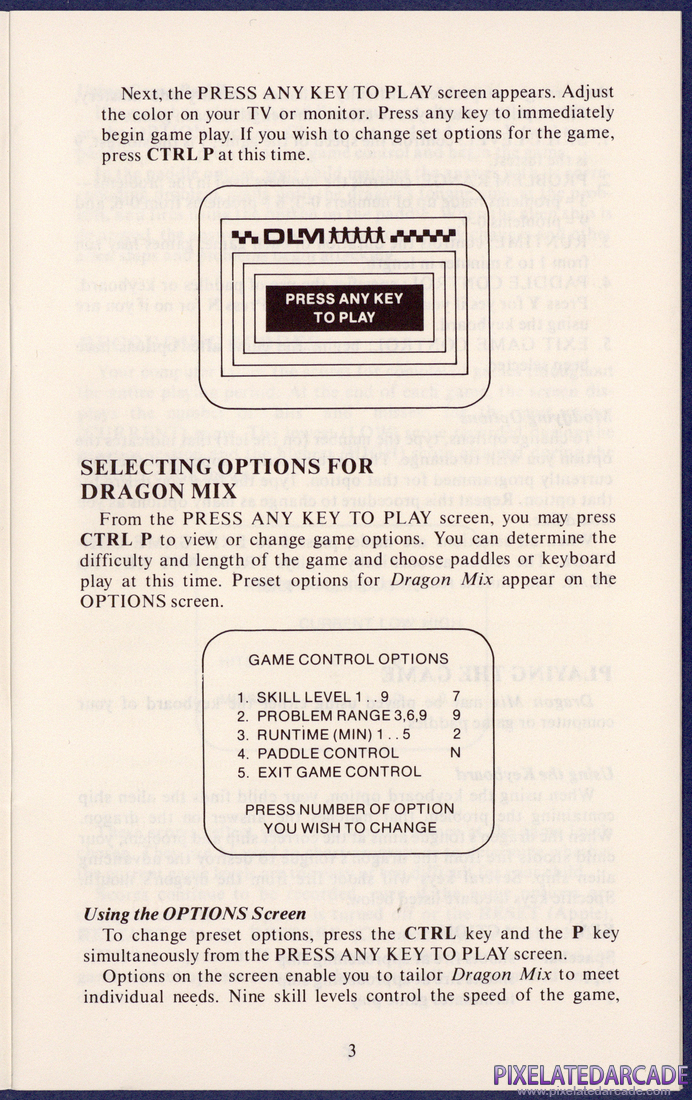 Next, the PRESS ANY KEY TO PLAY screen appears. Adjust
the color on your TV or monitor. Press any key to immediately
begin game play. If you wish to change set options for the game,
press CTRL P at this time.
DLM
PRESS ANY KEY
TO PLAY
SELECTING OPTIONS FOR
DRAGON MIX
From the PRESS ANY KEY TO PLAY screen, you may press
CTRL P to view or change game options. You can determine the
difficulty and length of the game and choose paddles or keyboard
play at this time. Preset options for Dragon Mix appear on the
OPTIONS screen.
GAME CONTROL OPTIONS
1. SKILL LEVEL 1 . . 9 7
2. PROBLEM RANGE 3,6,9 9
3. RUNTIME (MIN) 1 . . 5 2
4. PADDLE CONTROL N
5. EXIT GAME CONTROL
PRESS NUMBER OF OPTION
YOU WISH TO CHANGE
Using the OPTIONS Screen
To change preset options, press the CTRL key and the P key
simultaneously from the PRESS ANY KEY TO PLAY screen.
Options on the screen enable you to tailor Dragon Mix to meet
individual needs. Nine skill levels control the speed of the game,
3
PIXELATEDARCADE
www.pixelatedarcade.com